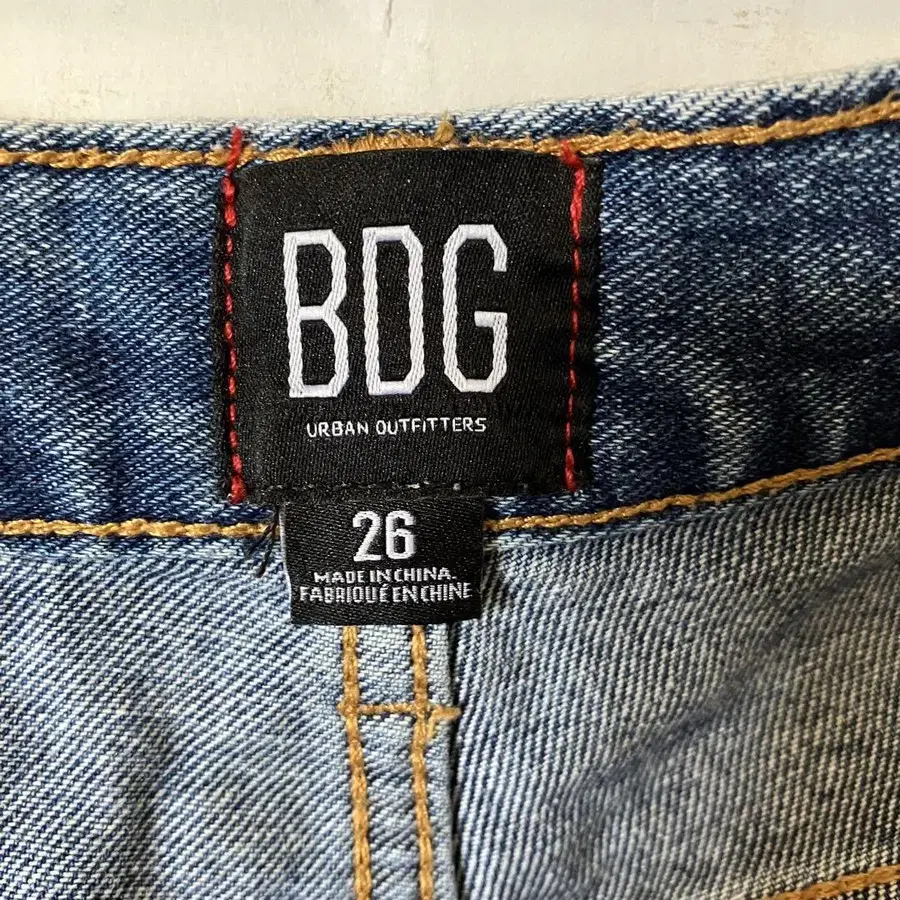 BDG
URBAN OUTFITTERS
26
MADE IN CHINA.
FABRIQUÉ EN CHINE